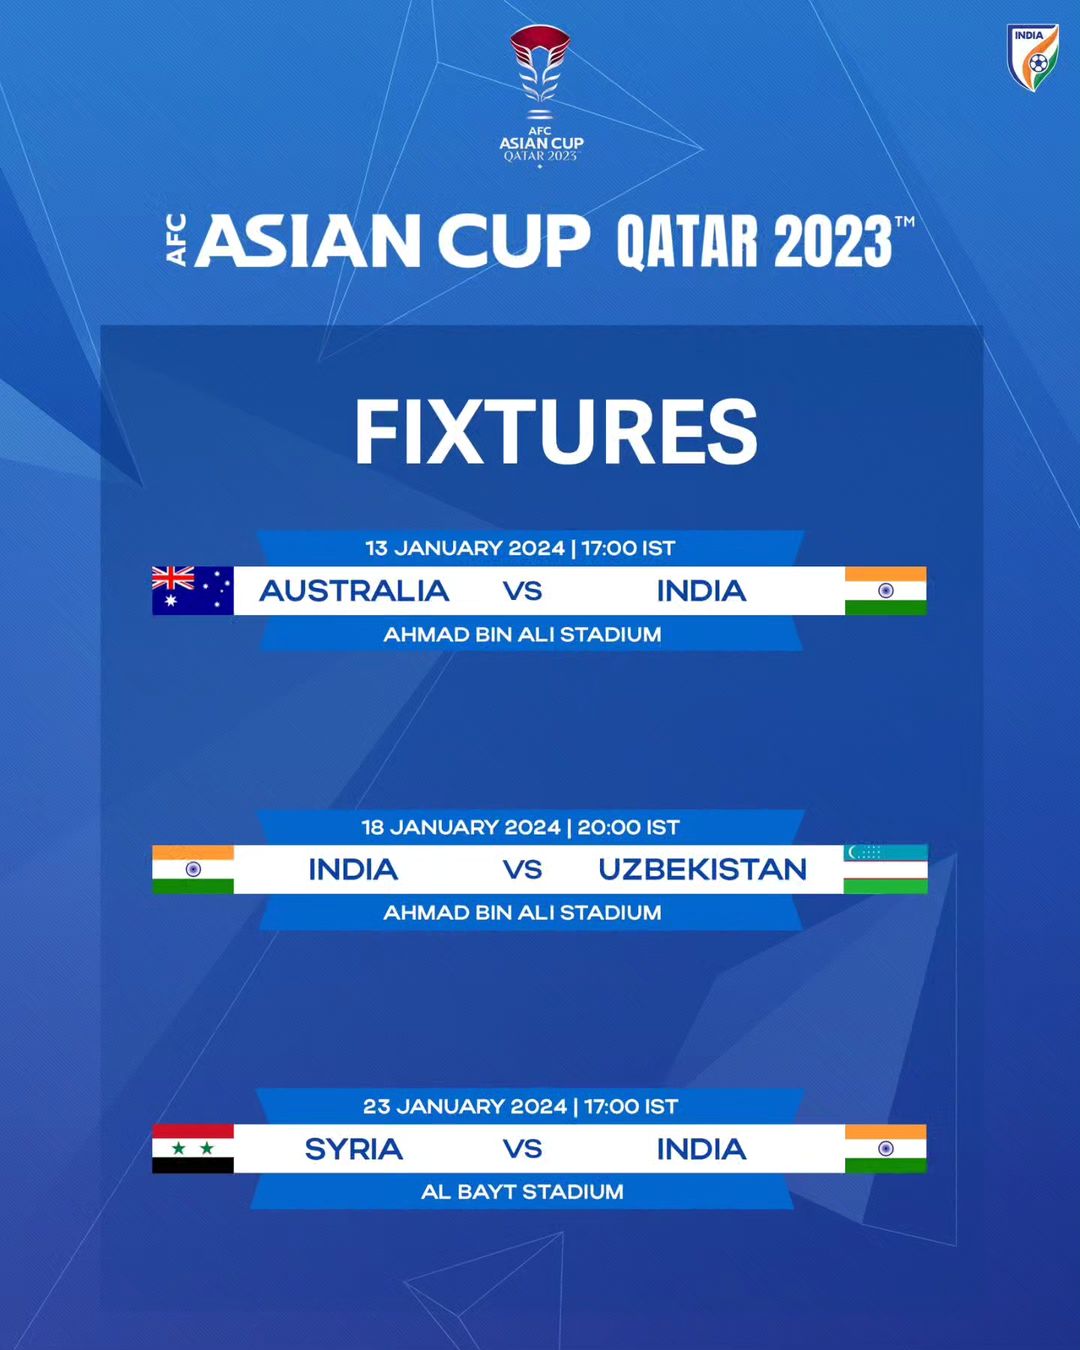 INDIA
AFC
ASIAN CUP
QATAR 2023™
AFC ASIAN CUP QATAR 2023™
FIXTURES
13 JANUARY 2024 | 17:00 IST
AUSTRALIA VS INDIA
AHMAD BIN ALI STADIUM
18 JANUARY 2024 | 20:00 IST
INDIA VS UZBEKISTAN
AHMAD BIN ALI STADIUM
23 JANUARY 2024 | 17:00 IST
SYRIA VS INDIA
AL BAYT STADIUM